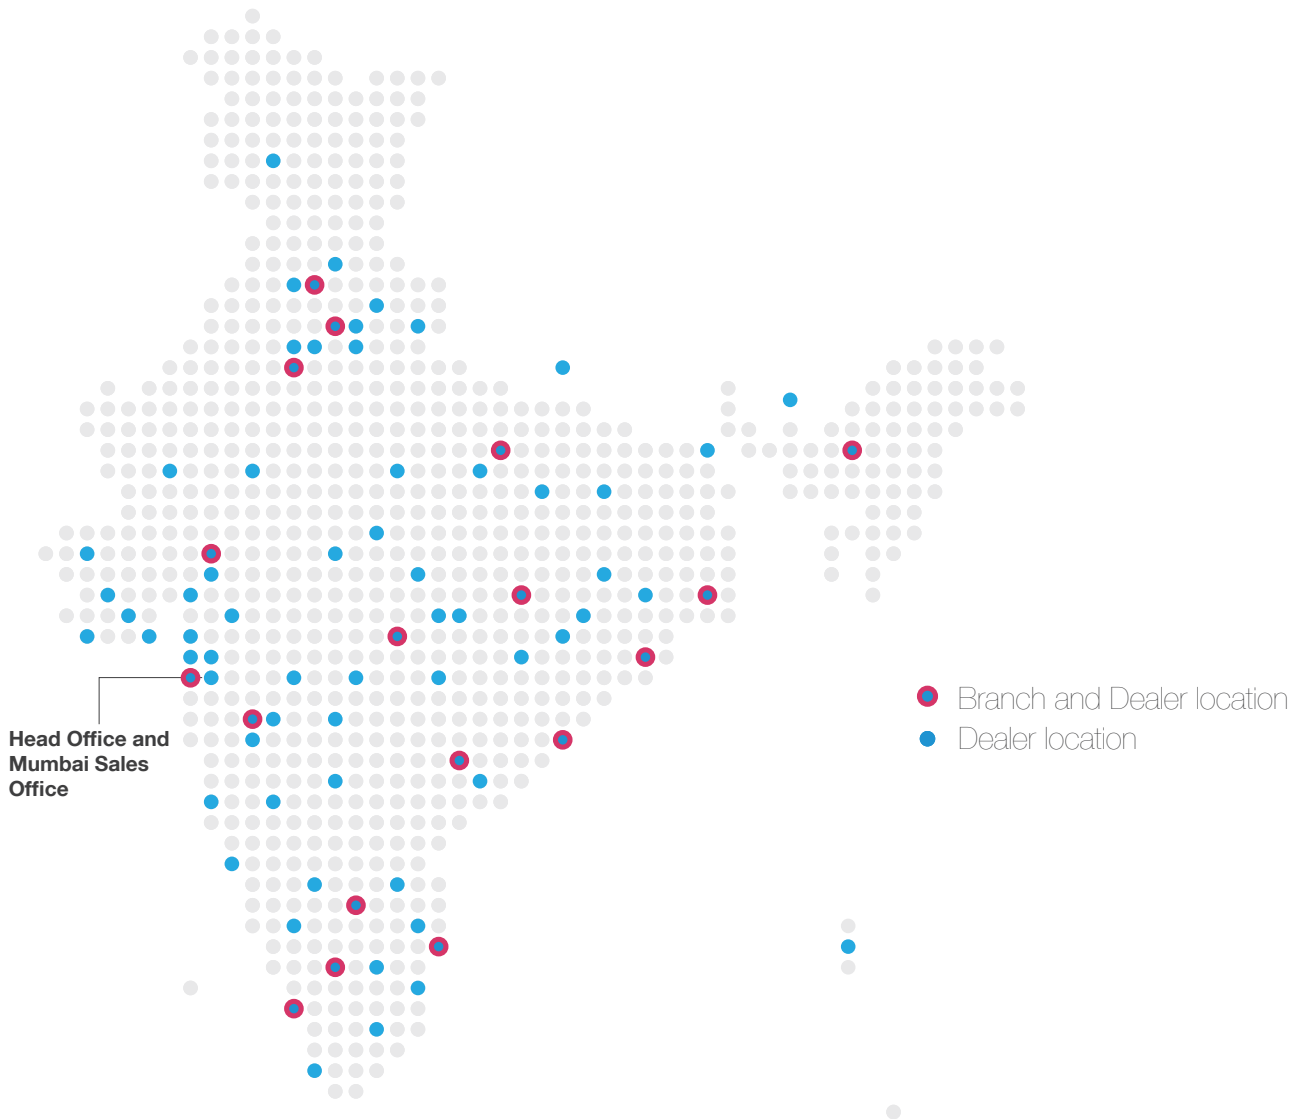 Branch and Dealer location
Dealer location
Head Office and
Mumbai Sales
Office